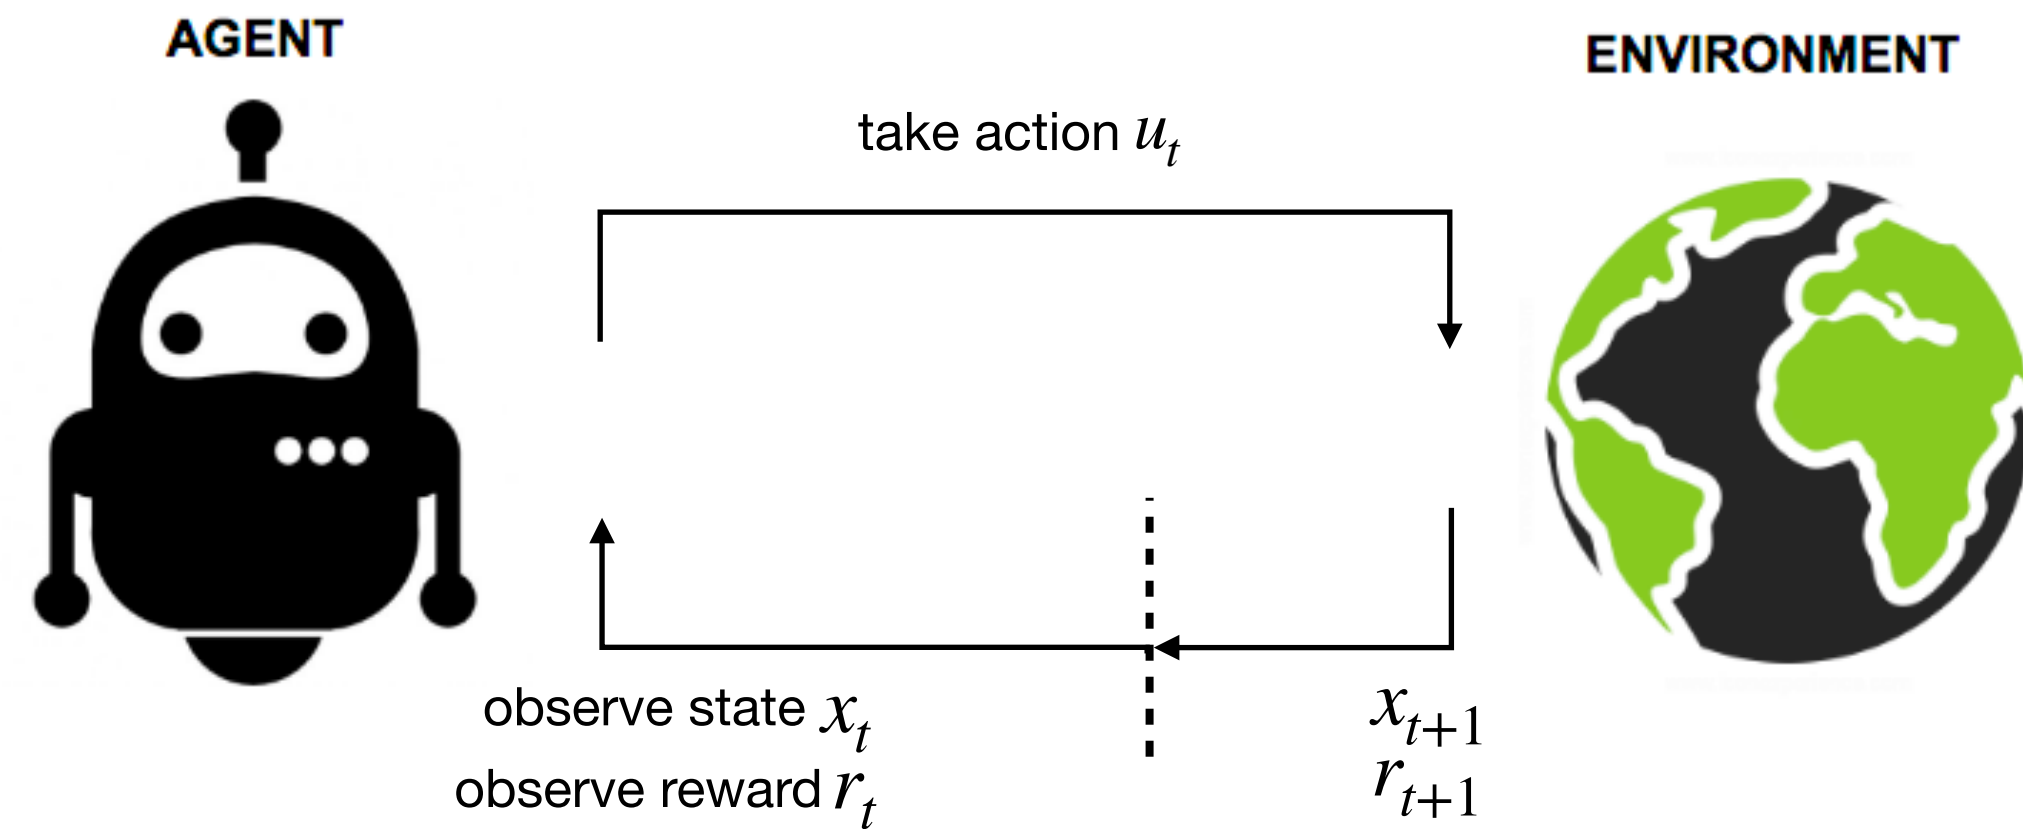 AGENT
ENVIRONMENT
take action u_t
observe state x_t
observe reward r_t
x_{t+1}
r_{t+1}